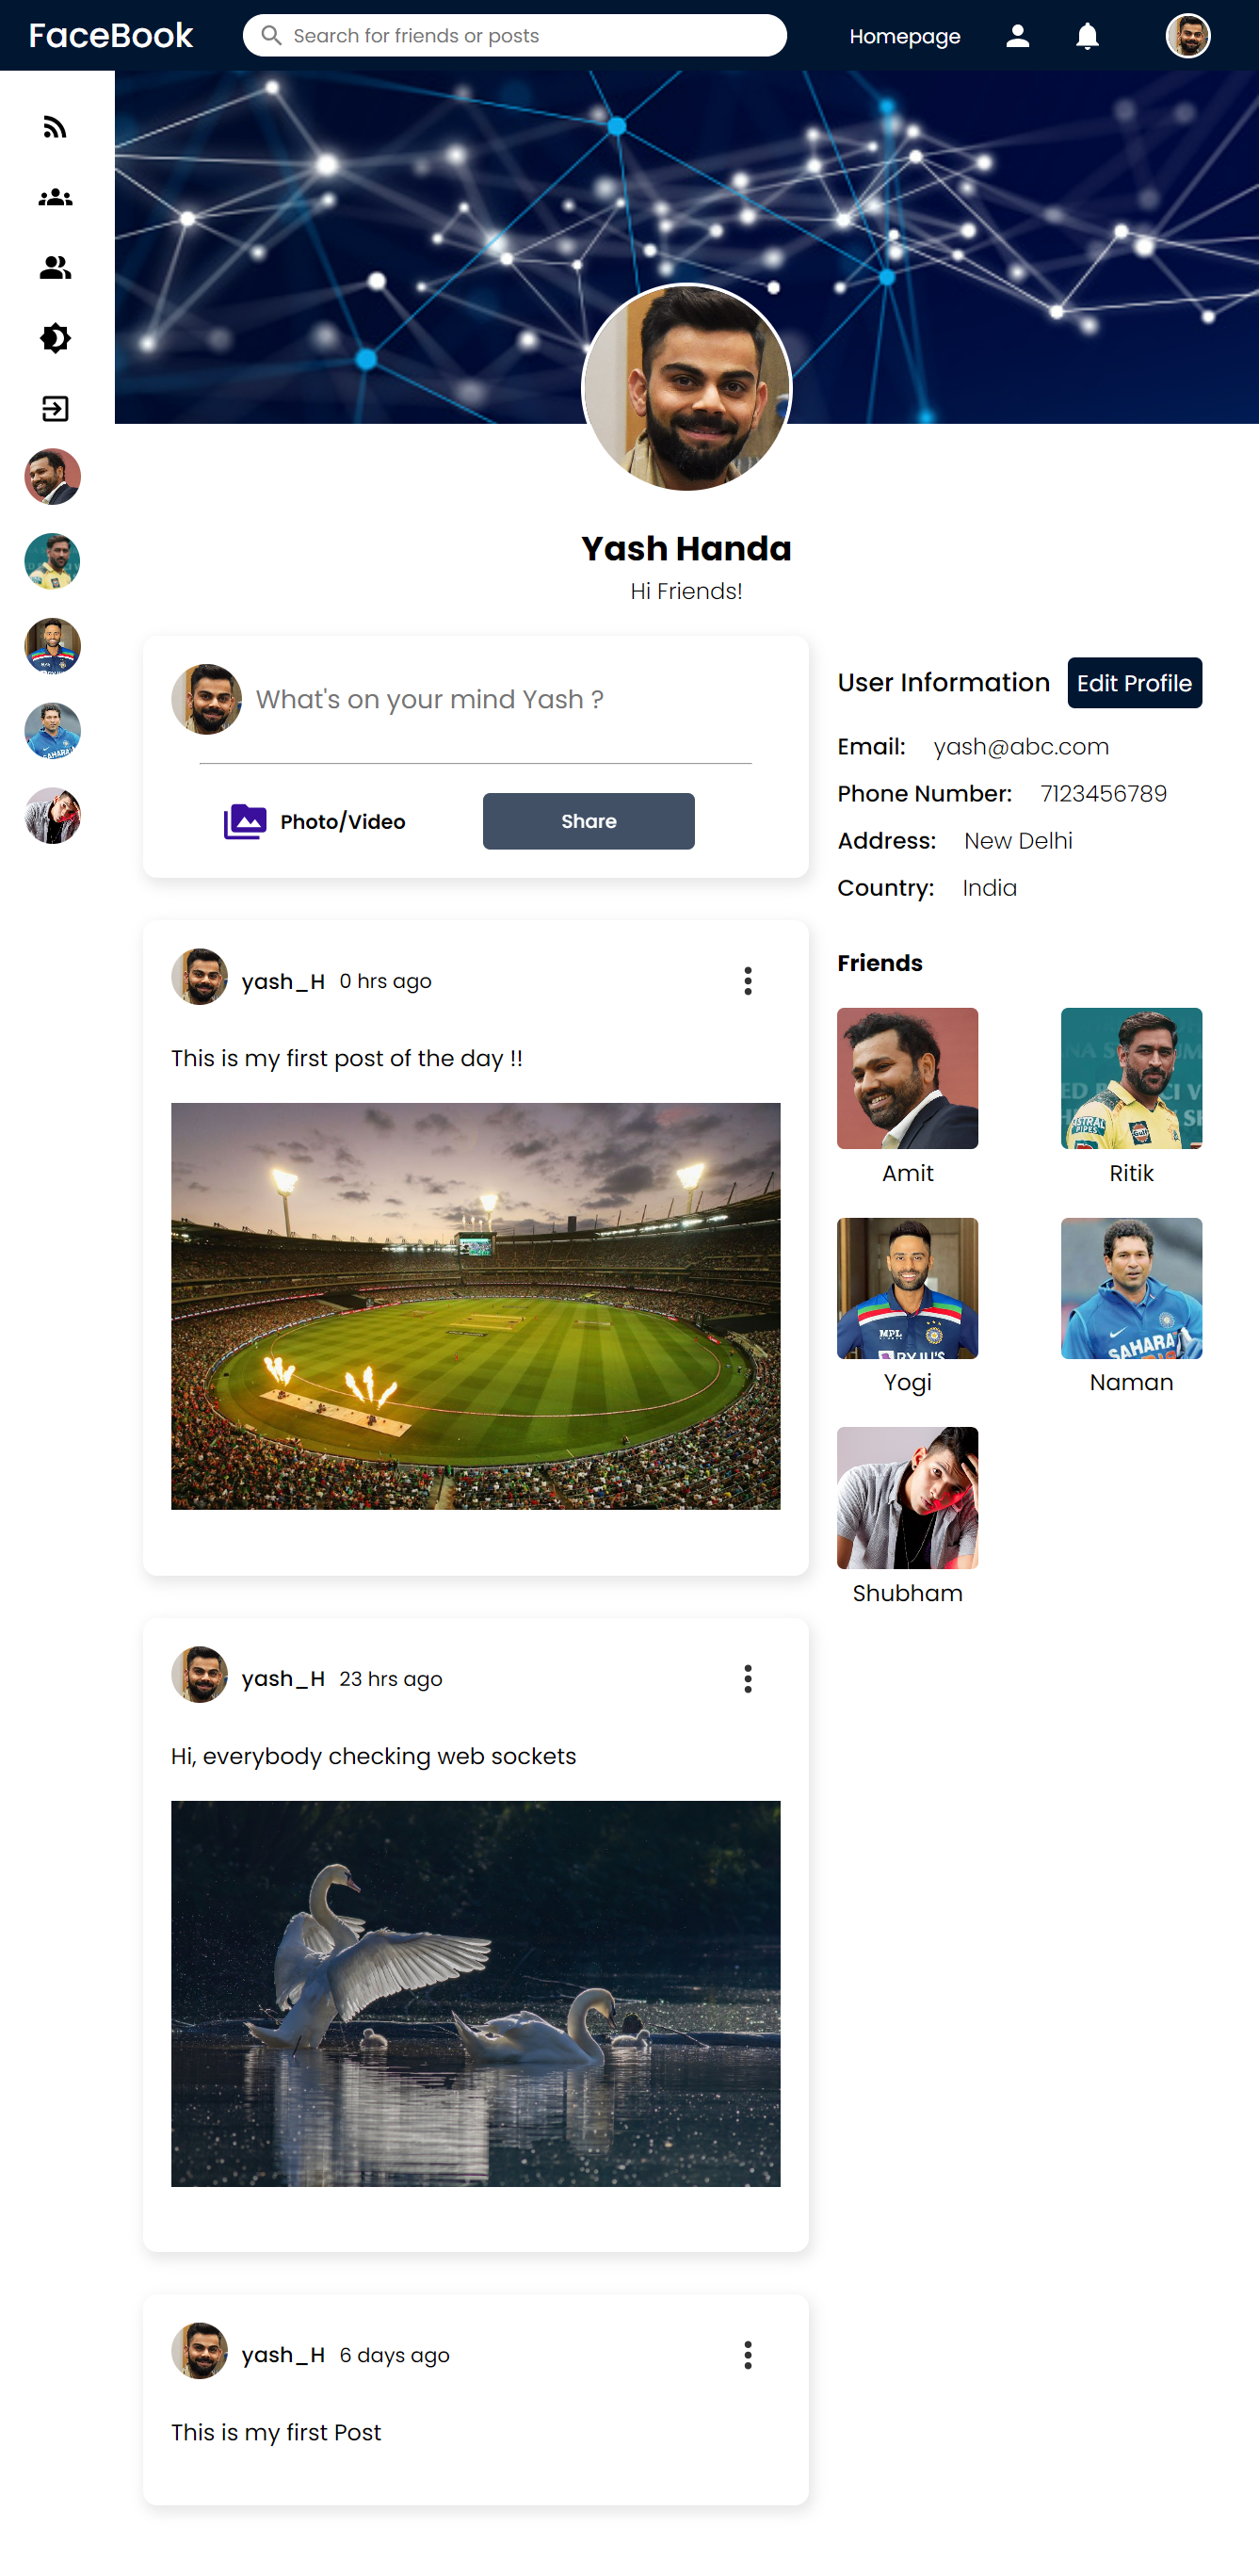 FaceBook
Search for friends or posts
Homepage
Yash Handa
Hi Friends!
What's on your mind Yash ?
Photo/Video
Share
User Information
Edit Profile
Email: yash@abc.com
Phone Number: 7123456789
Address: New Delhi
Country: India
Friends
Amit
Ritik
SAHARA
Yogi
Naman
Shubham
yash_H 0 hrs ago
This is my first post of the day !!
yash_H 23 hrs ago
Hi, everybody checking web sockets
yash_H 6 days ago
This is my first Post